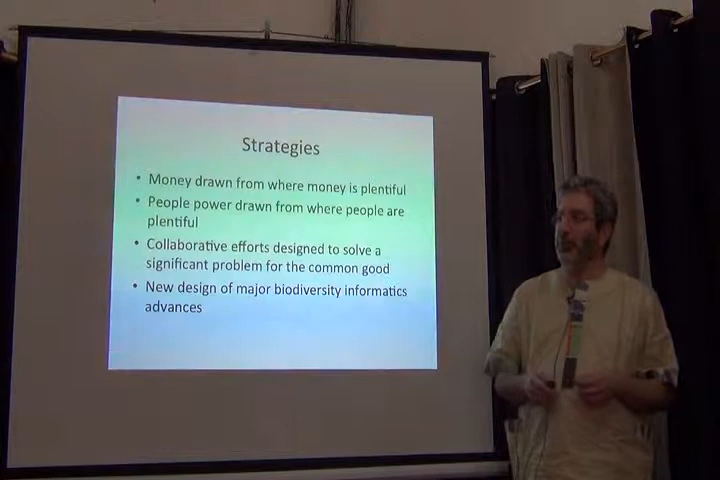 Strategies
• Money drawn from where money is plentiful
• People power drawn from where people are
plentiful
• Collaborative efforts designed to solve a
significant problem for the common good
• New design of major biodiversity informatics
advances